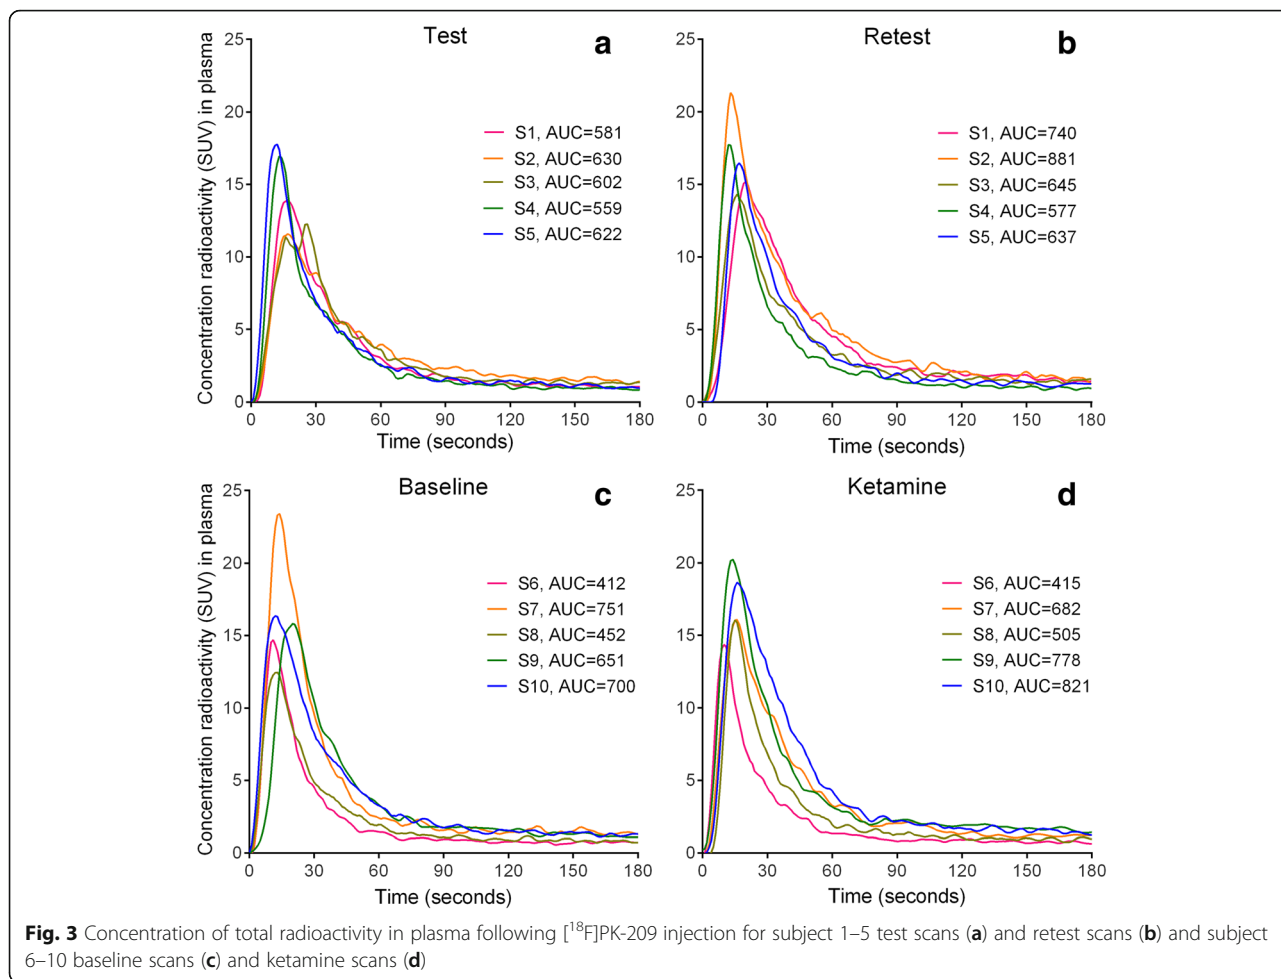 Test
a
Concentration radioactivity (SUV) in plasma
25
20
15
10
5
0
S1, AUC=581
S2, AUC=630
S3, AUC=602
S4, AUC=559
S5, AUC=622
0 30 60 90 120 150 180
Time (seconds)
Retest
b
25
20
15
10
5
0
S1, AUC=740
S2, AUC=881
S3, AUC=645
S4, AUC=577
S5, AUC=637
0 30 60 90 120 150 180
Time (seconds)
Baseline
c
Concentration radioactivity (SUV) in plasma
25
20
15
10
5
0
S6, AUC=412
S7, AUC=751
S8, AUC=452
S9, AUC=651
S10, AUC=700
0 30 60 90 120 150 180
Time (seconds)
Ketamine
d
25
20
15
10
5
0
S6, AUC=415
S7, AUC=682
S8, AUC=505
S9, AUC=778
S10, AUC=821
0 30 60 90 120 150 180
Time (seconds)
Fig. 3 Concentration of total radioactivity in plasma following [¹⁸F]PK-209 injection for subject 1–5 test scans (a) and retest scans (b) and subject
6–10 baseline scans (c) and ketamine scans (d)